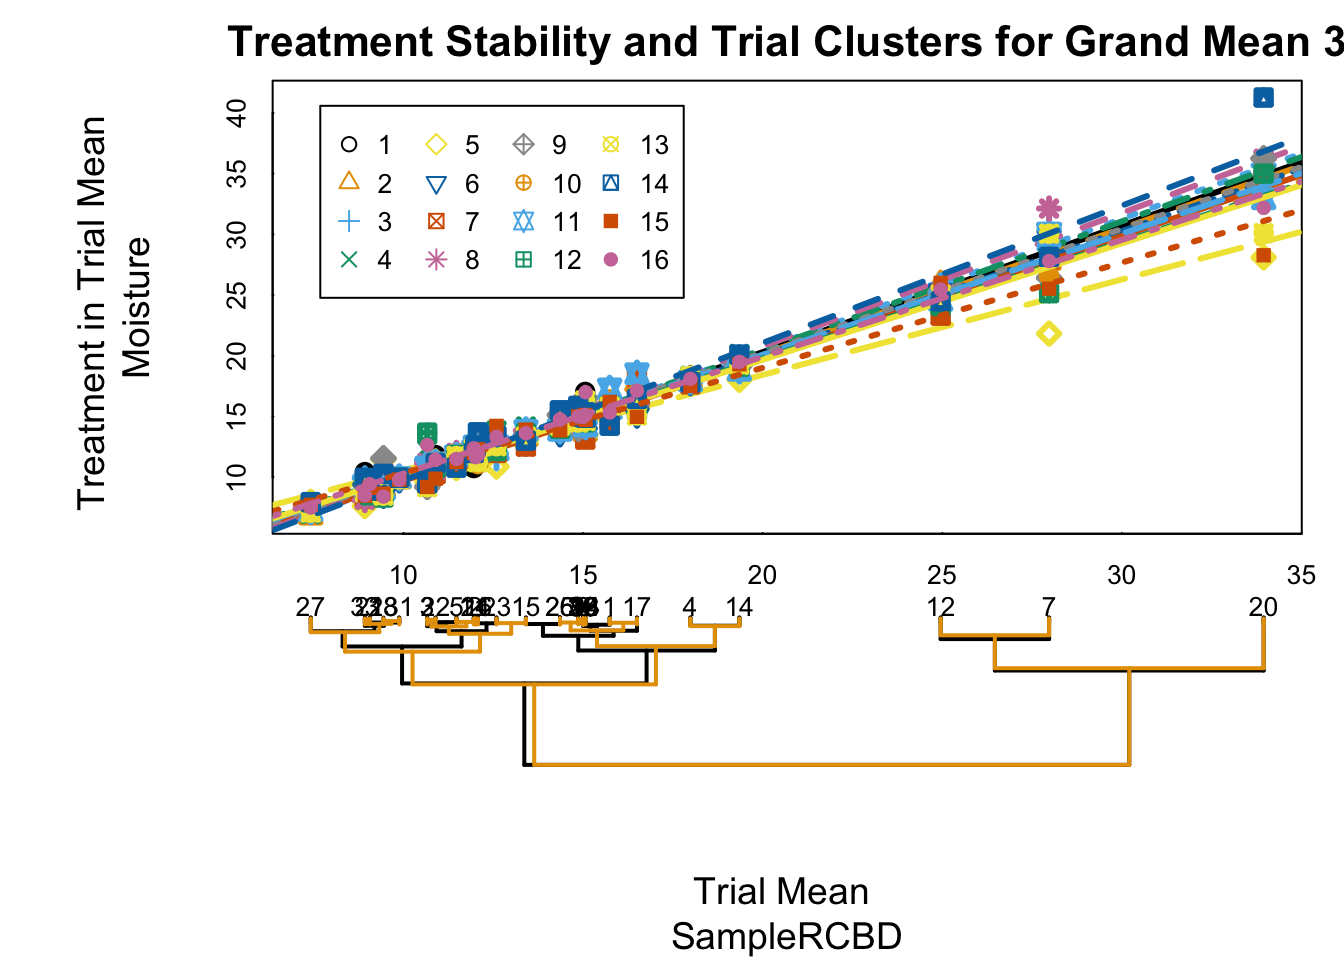 Treatment Stability and Trial Clusters for Grand Mean 3
Treatment in Trial Mean
Moisture
40
35
30
25
20
15
10
1 5 9 13
2 6 10 14
3 7 11 15
4 8 12 16
10 15 20 25 30 35
27 15 17 4 14 12 7 20
Trial Mean
SampleRCBD